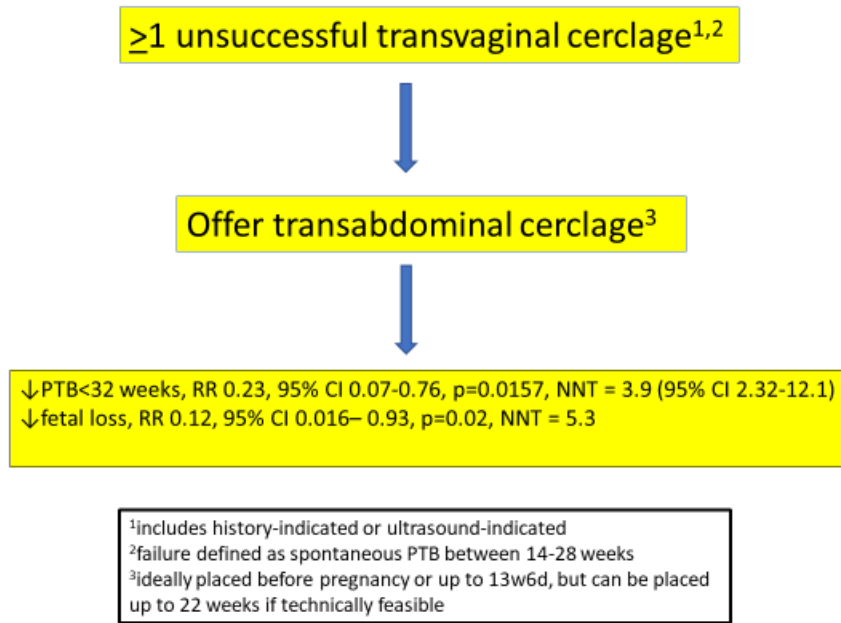 ≥1 unsuccessful transvaginal cerclage¹,²
Offer transabdominal cerclage³
↓PTB<32 weeks, RR 0.23, 95% CI 0.07-0.76, p=0.0157, NNT = 3.9 (95% CI 2.32-12.1)
↓fetal loss, RR 0.12, 95% CI 0.016– 0.93, p=0.02, NNT = 5.3
¹includes history-indicated or ultrasound-indicated
²failure defined as spontaneous PTB between 14-28 weeks
³ideally placed before pregnancy or up to 13w6d, but can be placed
up to 22 weeks if technically feasible